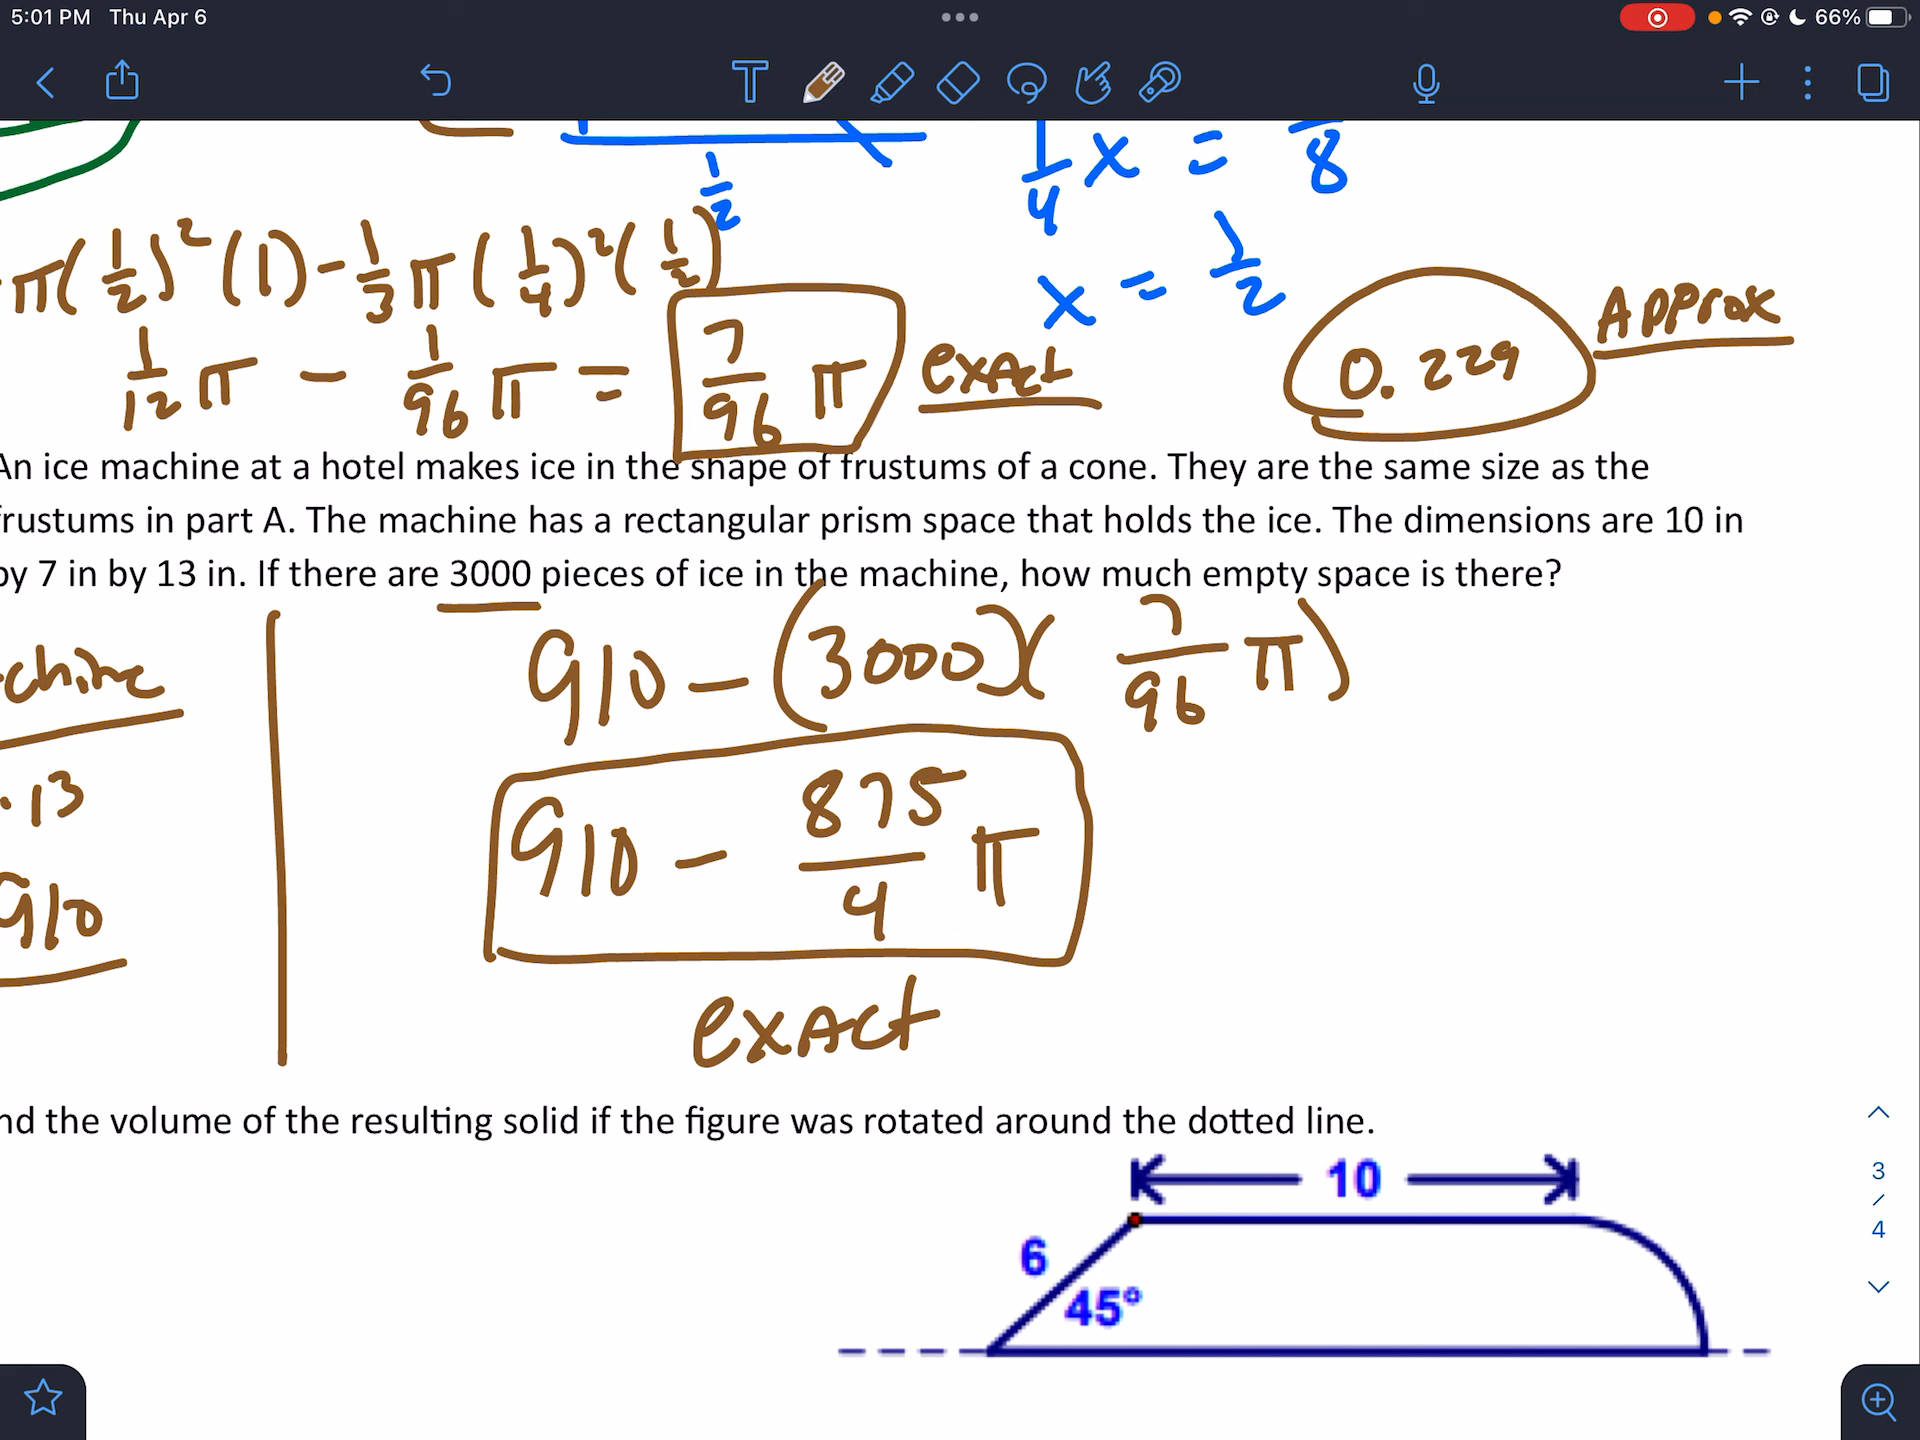 5:01 PM Thu Apr 6
66%
1/4 x = /8
1/2
π(1/2)²(1) - 1/3 π(1/4)²(1/2)
x = 1/2
1/12 π - 1/96 π = 7/96 π exact
0.229 Approx
An ice machine at a hotel makes ice in the shape of frustums of a cone. They are the same size as the
frustums in part A. The machine has a rectangular prism space that holds the ice. The dimensions are 10 in
by 7 in by 13 in. If there are 3000 pieces of ice in the machine, how much empty space is there?
chine
· 13
910
910 - (3000)(7/96 π)
910 - 875/4 π
exact
nd the volume of the resulting solid if the figure was rotated around the dotted line.
10
6
45°
3
/
4